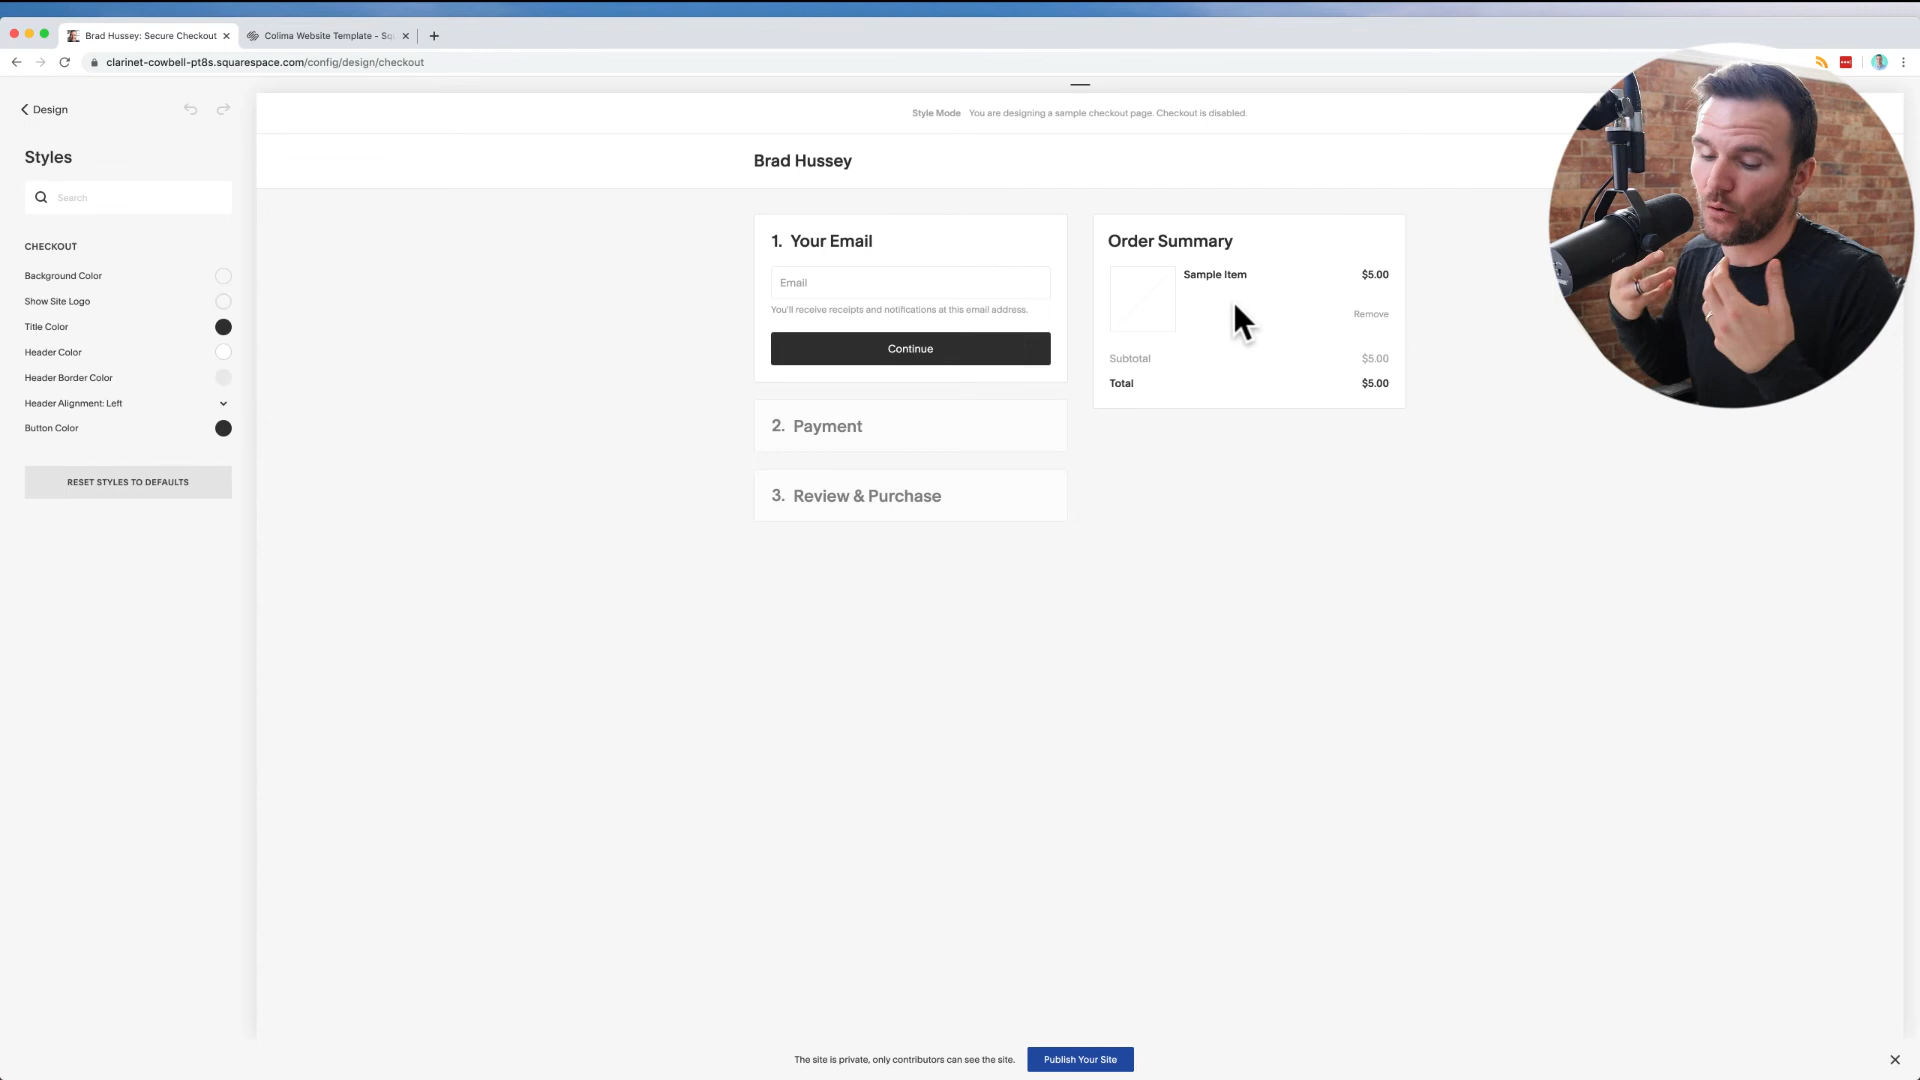 Brad Hussey: Secure Checkout
Colima Website Template - Sq
clarinet-cowbell-pt8s.squarespace.com/config/design/checkout
Design
Styles
Search
CHECKOUT
Background Color
Show Site Logo
Title Color
Header Color
Header Border Color
Header Alignment: Left
Button Color
RESET STYLES TO DEFAULTS
Style Mode You are designing a sample checkout page. Checkout is disabled.
Brad Hussey
1. Your Email
Email
You'll receive receipts and notifications at this email address.
Continue
2. Payment
3. Review & Purchase
Order Summary
Sample Item $5.00
Remove
Subtotal $5.00
Total $5.00
The site is private, only contributors can see the site.
Publish Your Site